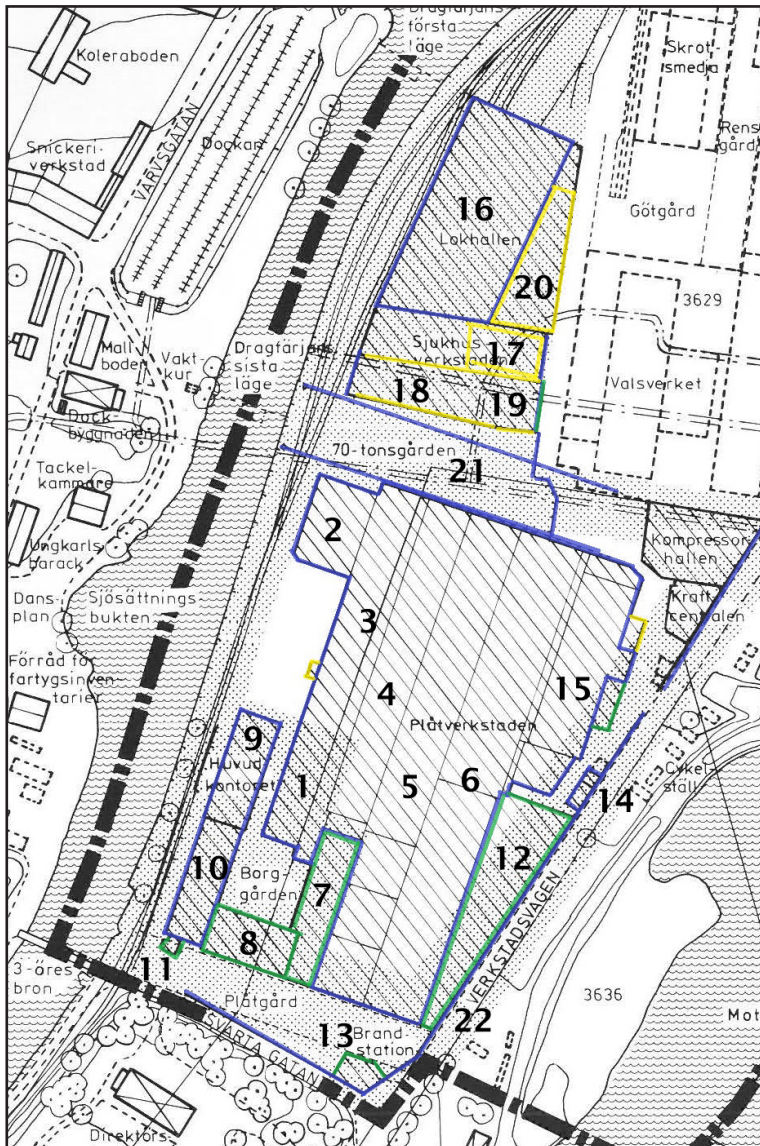 Dragfärjans
första
läge
Koleraboden
Skrot-
smedja
Snickeri-
verkstad
VARVSGATAN
Dockan
Rens-
gård
16
Lokhallen
Götgård
20
3629
Mall
boden
Vakt-
kur
Dragfärjans
sista
läge
Sjukhus
verkstaden
17
Valsverket
18
19
Dock-
byggnaden
70-tonsgården
21
Tackel-
kammare
2
Kompressor
hallen
Ungkarls
barack
Kraft-
centralen
Dans-
plan
Sjösättnings
bukten
3
4
Förråd för
fartygsinven-
tarier
15
Plåtverkstaden
9
Huvud
kontoret
1
5
6
Cykel-
ställ
14
10
Borg-
gården
7
12
8
VERKSTADSVÄGEN
11
3-öres
bron
Plåtgård
3636
22
SVARTA GATAN
13
Brand
station
Mot
Direktörs